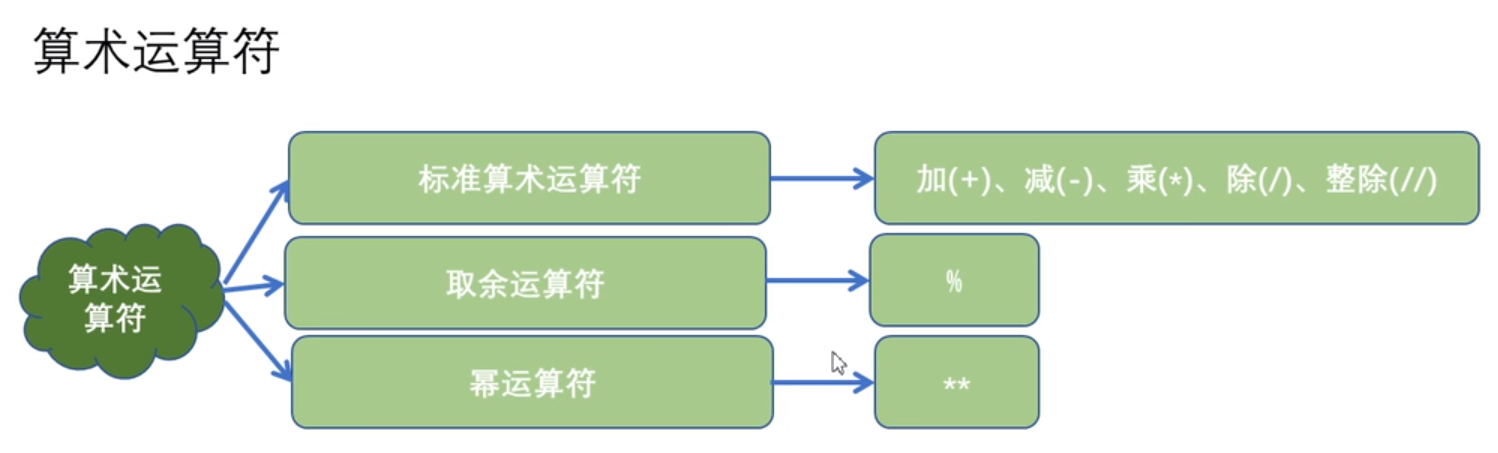 算术运算符
标准算术运算符
加(+)、减(-)、乘(*)、除(/)、整除(//)
算术运
算符
取余运算符
%
幂运算符
**